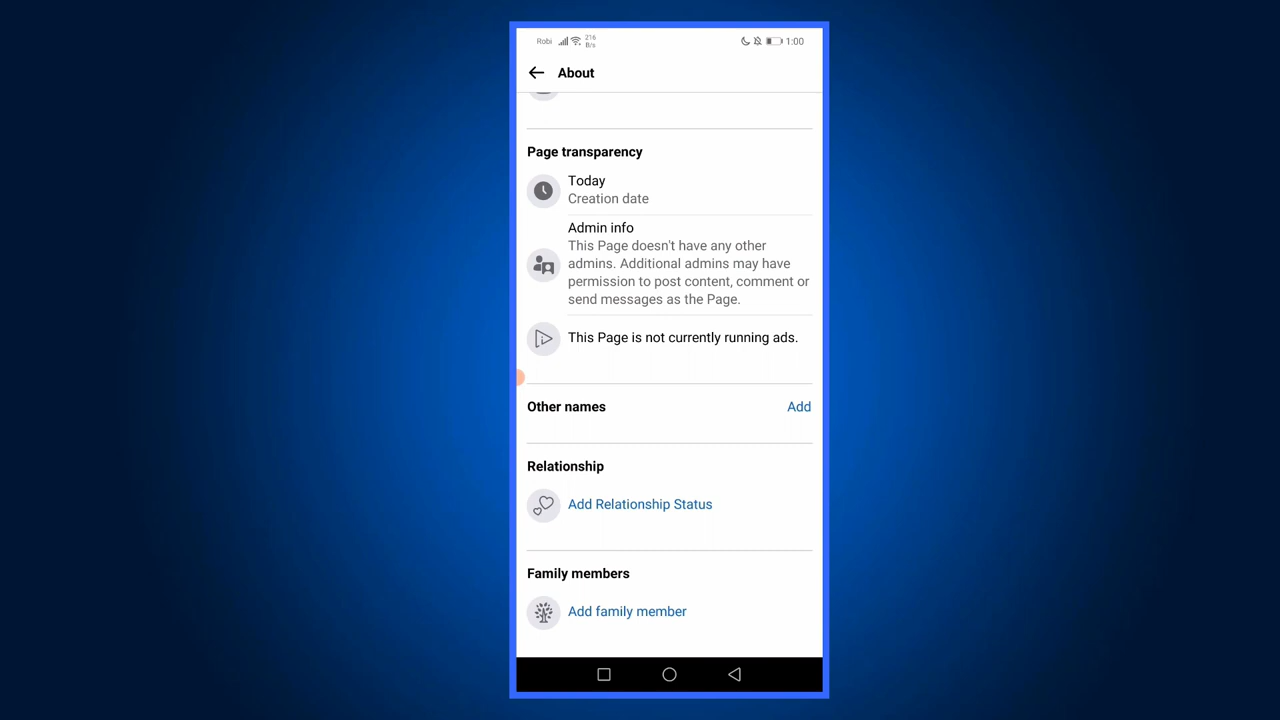 Robi
216
B/s
1:00
About
Page transparency
Today
Creation date
Admin info
This Page doesn't have any other
admins. Additional admins may have
permission to post content, comment or
send messages as the Page.
This Page is not currently running ads.
Other names
Add
Relationship
Add Relationship Status
Family members
Add family member